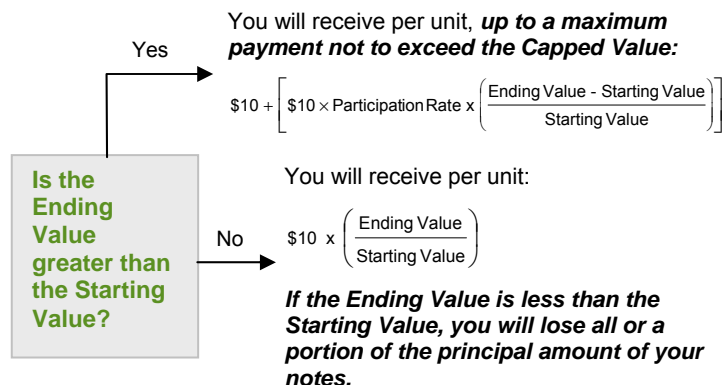 You will receive per unit, up to a maximum
payment not to exceed the Capped Value:
Yes
$10 + [ $10 × Participation Rate x ( Ending Value - Starting Value / Starting Value ) ]
Is the
Ending
Value
greater than
the Starting
Value?
No
You will receive per unit:
$10 x ( Ending Value / Starting Value )
If the Ending Value is less than the
Starting Value, you will lose all or a
portion of the principal amount of your
notes.